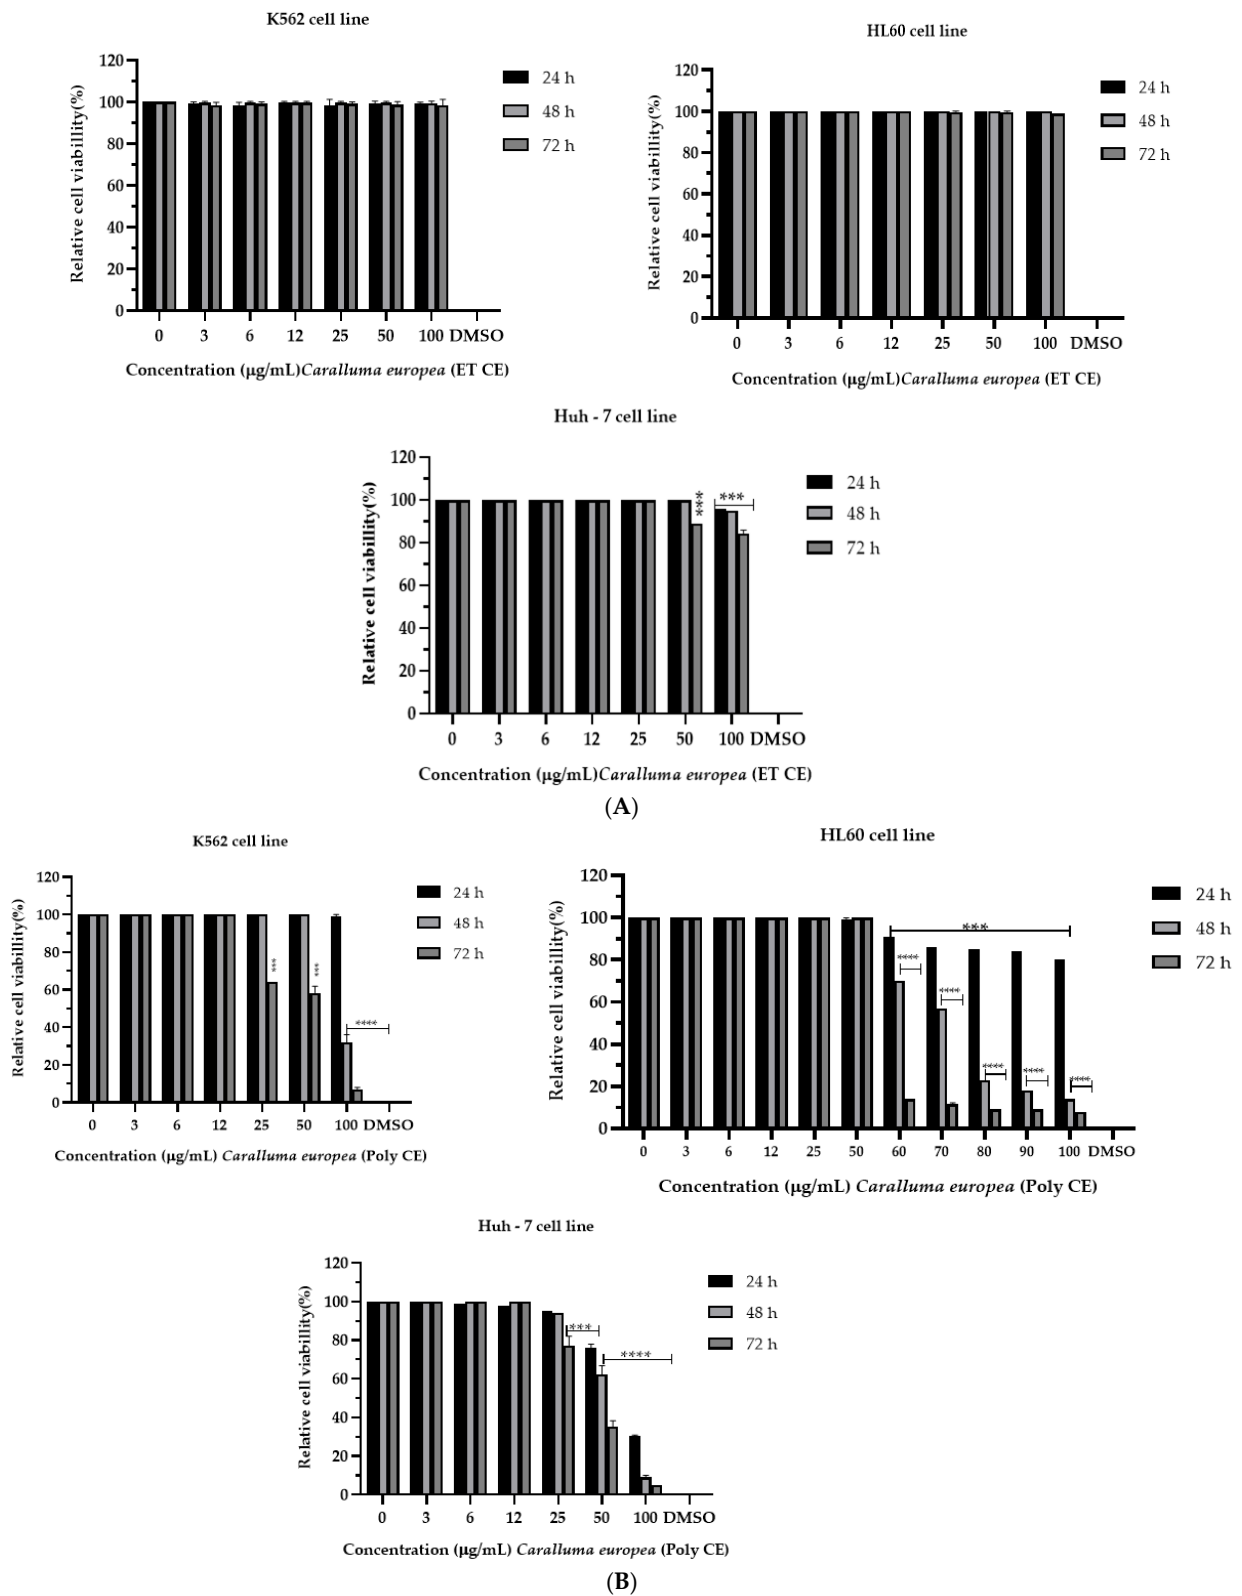 K562 cell line
120
100
80
60
40
20
0
Relative cell viabillity(%)
24 h
48 h
72 h
0 3 6 12 25 50 100 DMSO
Concentration (µg/mL)Caralluma europea (ET CE)
HL60 cell line
120
100
80
60
40
20
0
Relative cell viabillity(%)
24 h
48 h
72 h
0 3 6 12 25 50 100 DMSO
Concentration (µg/mL)Caralluma europea (ET CE)
Huh - 7 cell line
120
100
80
60
40
20
0
Relative cell viabillity(%)
***
***
24 h
48 h
72 h
0 3 6 12 25 50 100 DMSO
Concentration (µg/mL)Caralluma europea (ET CE)
(A)
K562 cell line
120
100
80
60
40
20
0
Relative cell viabillity(%)
***
***
****
24 h
48 h
72 h
0 3 6 12 25 50 100 DMSO
Concentration (µg/mL) Caralluma europea (Poly CE)
HL60 cell line
120
100
80
60
40
20
0
Relative cell viabillity(%)
***
****
****
****
****
****
24 h
48 h
72 h
0 3 6 12 25 50 60 70 80 90 100 DMSO
Concentration (µg/mL) Caralluma europea (Poly CE)
Huh - 7 cell line
120
100
80
60
40
20
0
Relative cell viabillity(%)
***
****
24 h
48 h
72 h
0 3 6 12 25 50 100 DMSO
Concentration (µg/mL) Caralluma europea (Poly CE)
(B)